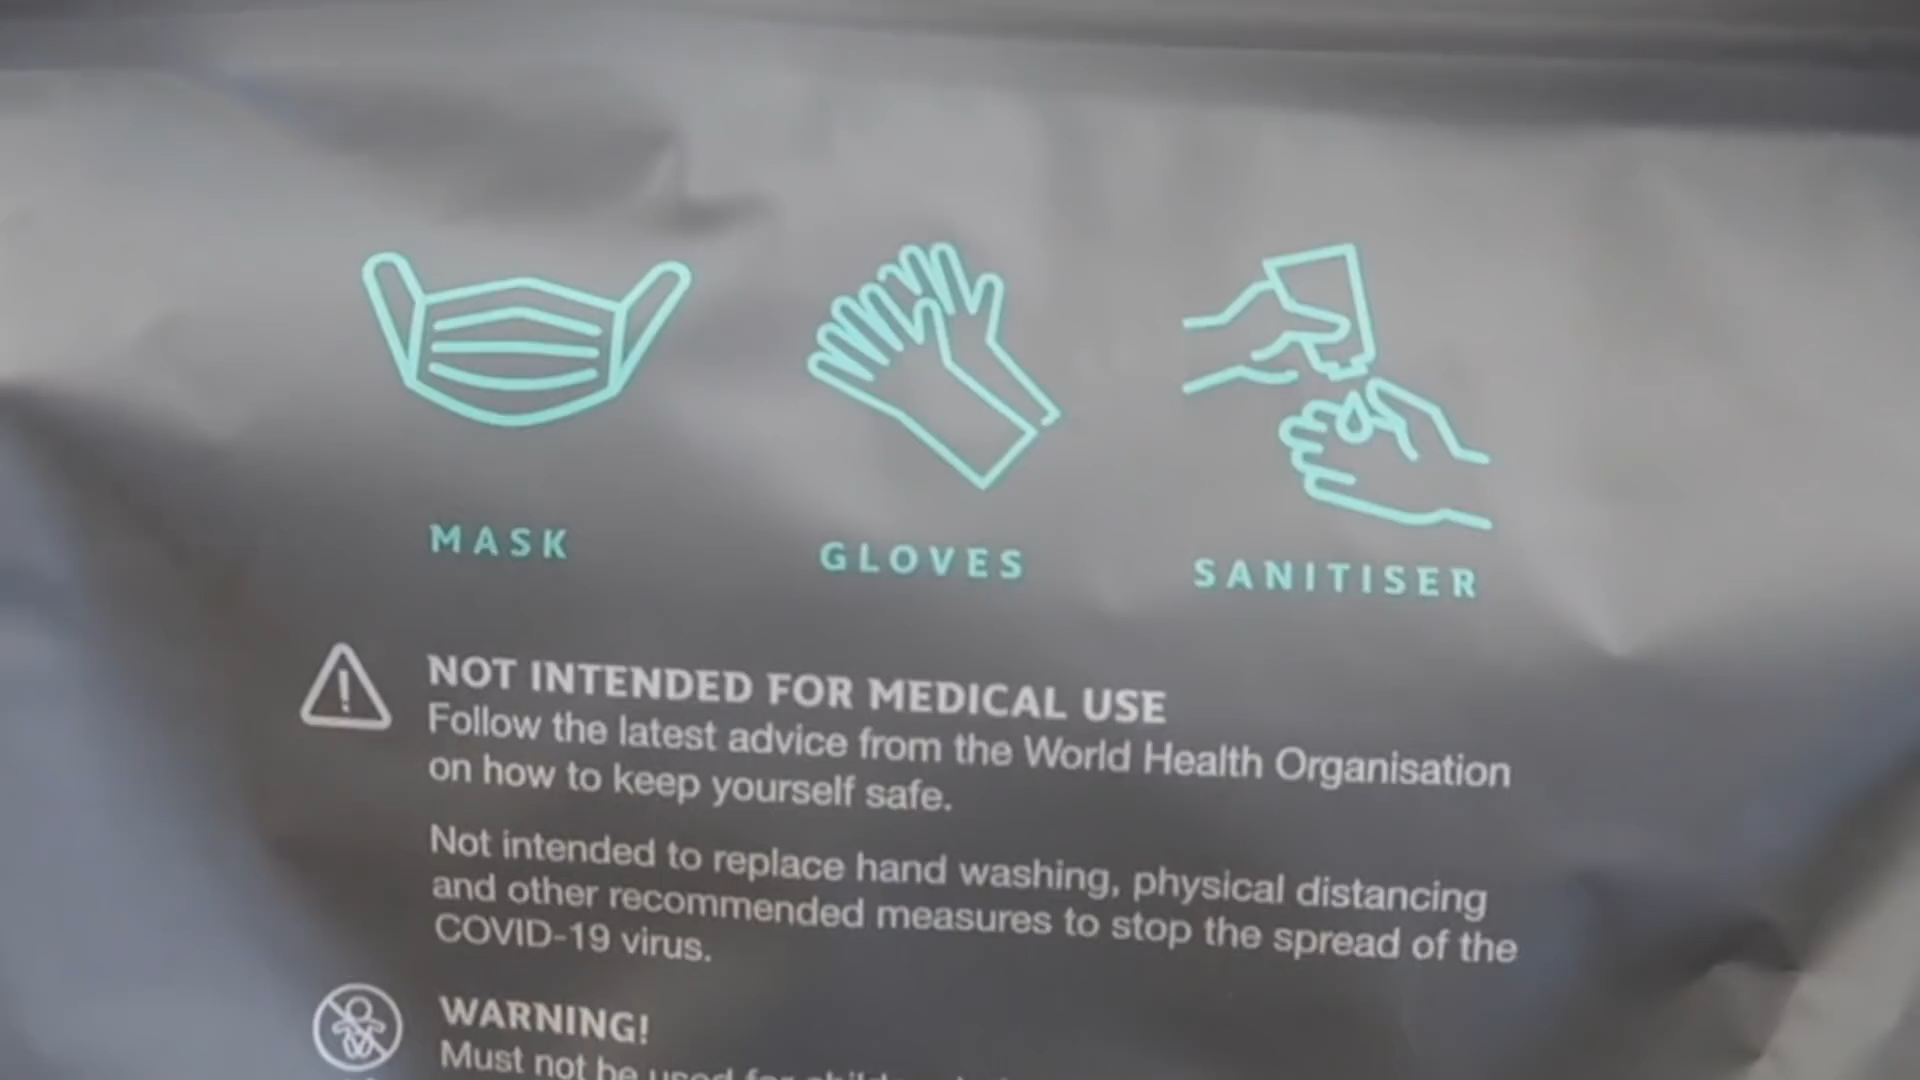 MASK GLOVES SANITISER
NOT INTENDED FOR MEDICAL USE
Follow the latest advice from the World Health Organisation
on how to keep yourself safe.
Not intended to replace hand washing, physical distancing
and other recommended measures to stop the spread of the
COVID-19 virus.
WARNING!
Must not be used for